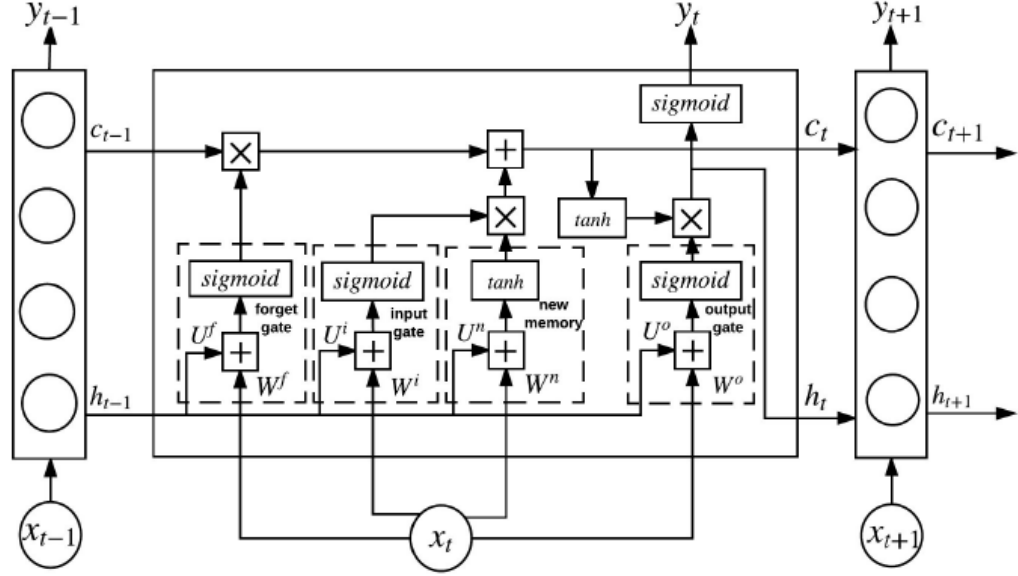 y_{t-1}
y_t
y_{t+1}
sigmoid
c_{t-1}
×
+
c_t
c_{t+1}
tanh
×
×
sigmoid
sigmoid
tanh
sigmoid
forget gate
input gate
new memory
output gate
U^f
+
U^i
+
U^n
+
U^o
+
W^f
W^i
W^n
W^o
h_{t-1}
h_t
h_{t+1}
x_{t-1}
x_t
x_{t+1}